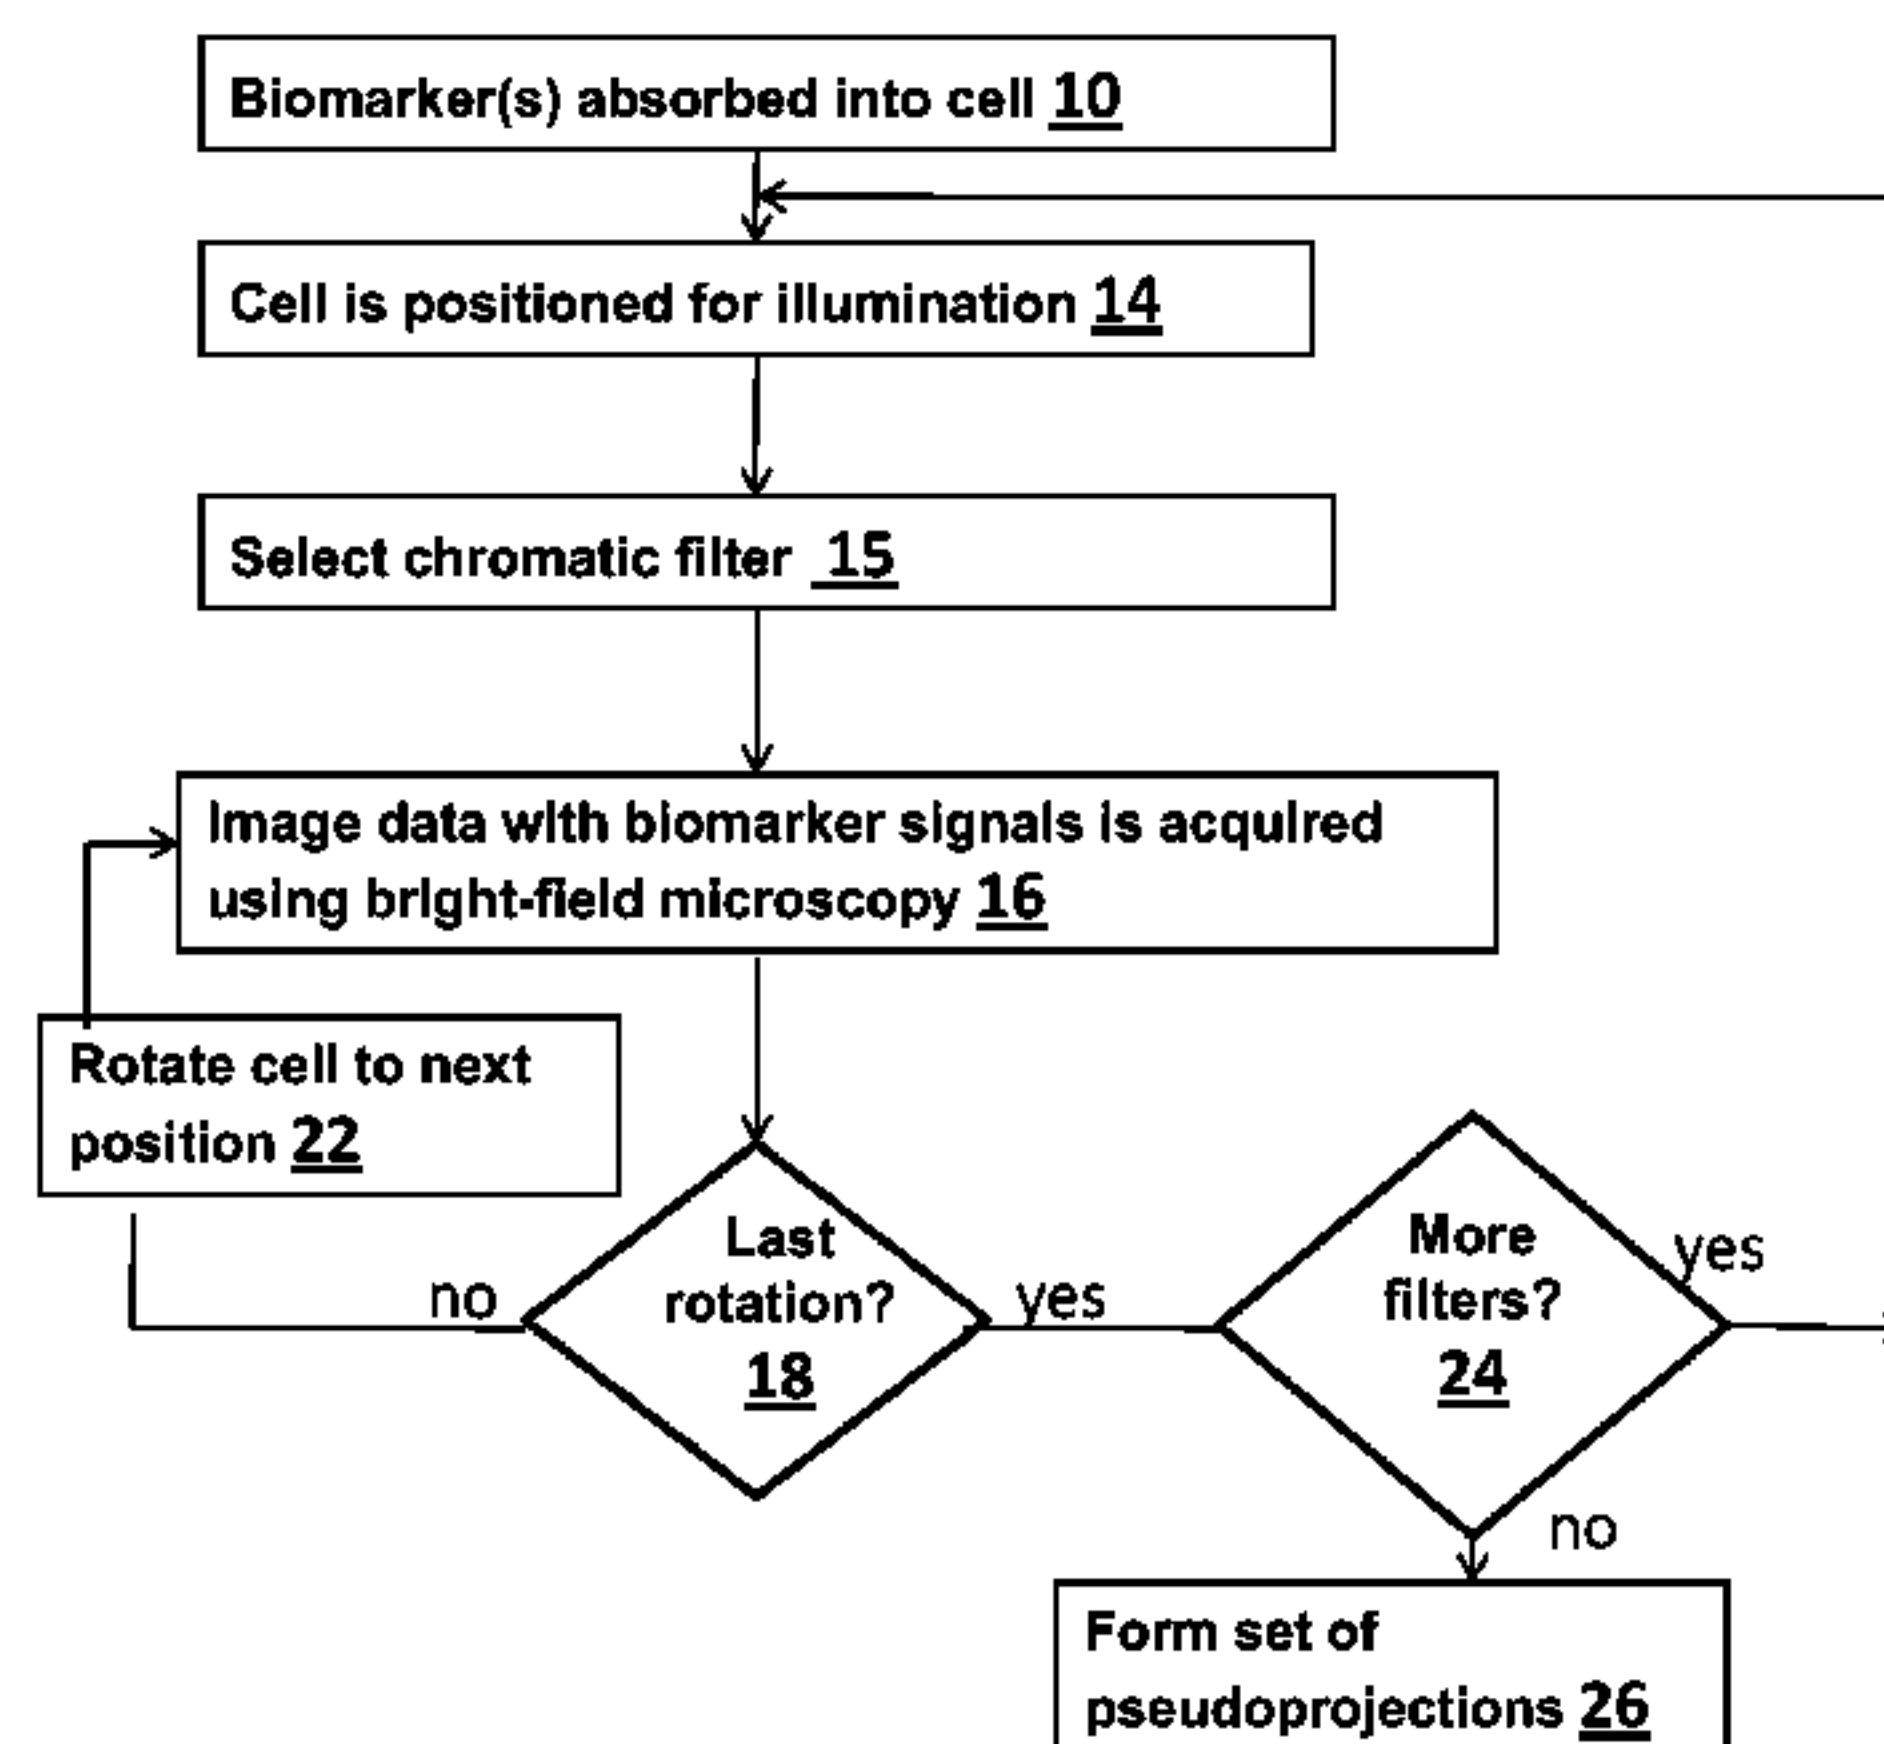 Biomarker(s) absorbed into cell 10
Cell is positioned for illumination 14
Select chromatic filter 15
Image data with biomarker signals is acquired
using bright-field microscopy 16
Rotate cell to next
position 22
Last
rotation?
18
no
yes
More
filters?
24
yes
no
Form set of
pseudoprojections 26